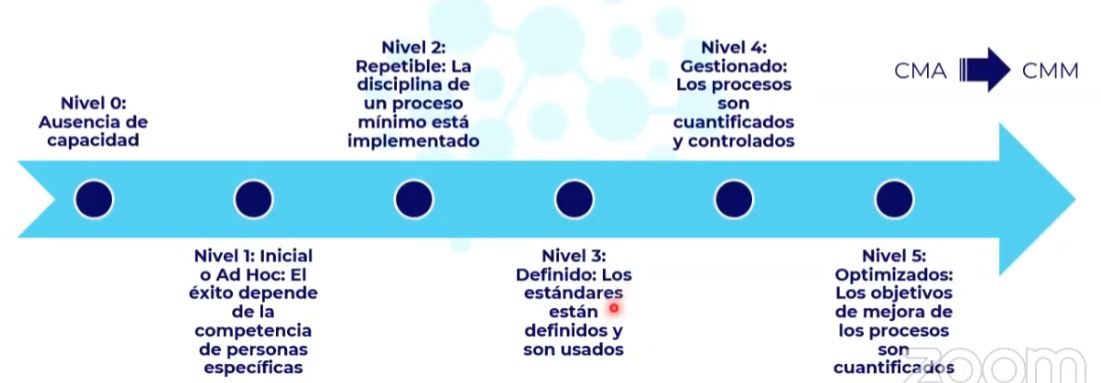 Nivel 0:
Ausencia de
capacidad
Nivel 1: Inicial
o Ad Hoc: El
éxito depende
de la
competencia
de personas
específicas
Nivel 2:
Repetible: La
disciplina de
un proceso
mínimo está
implementado
Nivel 3:
Definido: Los
estándares
están
definidos y
son usados
Nivel 4:
Gestionado:
Los procesos
son
cuantificados
y controlados
Nivel 5:
Optimizados:
Los objetivos
de mejora de
los procesos
son
cuantificados
CMA CMM
zoom